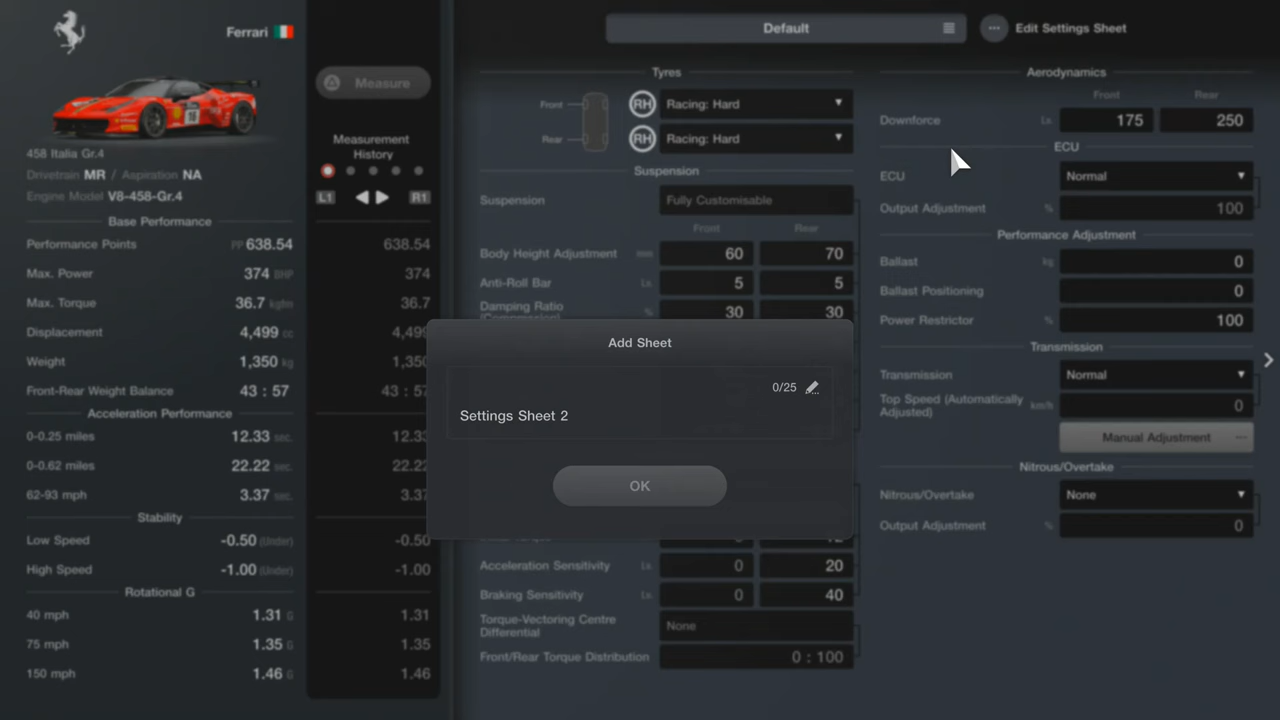 Ferrari
458 Italia Gr.4
Drivetrain MR / Aspiration NA
Engine Model V8-458-Gr.4
Base Performance
Performance Points PP 638.54
Max. Power 374 BHP
Max. Torque 36.7 kgfm
Displacement 4,499 cc
Weight 1,350 kg
Front-Rear Weight Balance 43 : 57
Acceleration Performance
0-0.25 miles 12.33 sec.
0-0.62 miles 22.22 sec.
62-93 mph 3.37 sec.
Stability
Low Speed -0.50 (Under)
High Speed -1.00 (Under)
Rotational G
40 mph 1.31 G
75 mph 1.35 G
150 mph 1.46 G
Measure
Measurement
History
L1 R1
638.54
374
36.7
4,499
1,350
43 : 57
12.33
22.22
3.37
-0.50
-1.00
1.31
1.35
1.46
Default
Edit Settings Sheet
Tyres
Front RH Racing: Hard
Rear RH Racing: Hard
Suspension
Suspension Fully Customisable
Front Rear
Body Height Adjustment mm 60 70
Anti-Roll Bar Lv. 5 5
Damping Ratio
(Compression) % 30 30
Add Sheet
0/25
Settings Sheet 2
OK
Acceleration Sensitivity Lv. 0 20
Braking Sensitivity Lv. 0 40
Torque-Vectoring Centre
Differential None
Front/Rear Torque Distribution 0 : 100
Aerodynamics
Front Rear
Downforce Lv. 175 250
ECU
ECU Normal
Output Adjustment % 100
Performance Adjustment
Ballast kg 0
Ballast Positioning 0
Power Restrictor % 100
Transmission
Transmission Normal
Top Speed (Automatically
Adjusted) km/h 0
Manual Adjustment
Nitrous/Overtake
Nitrous/Overtake None
Output Adjustment % 0